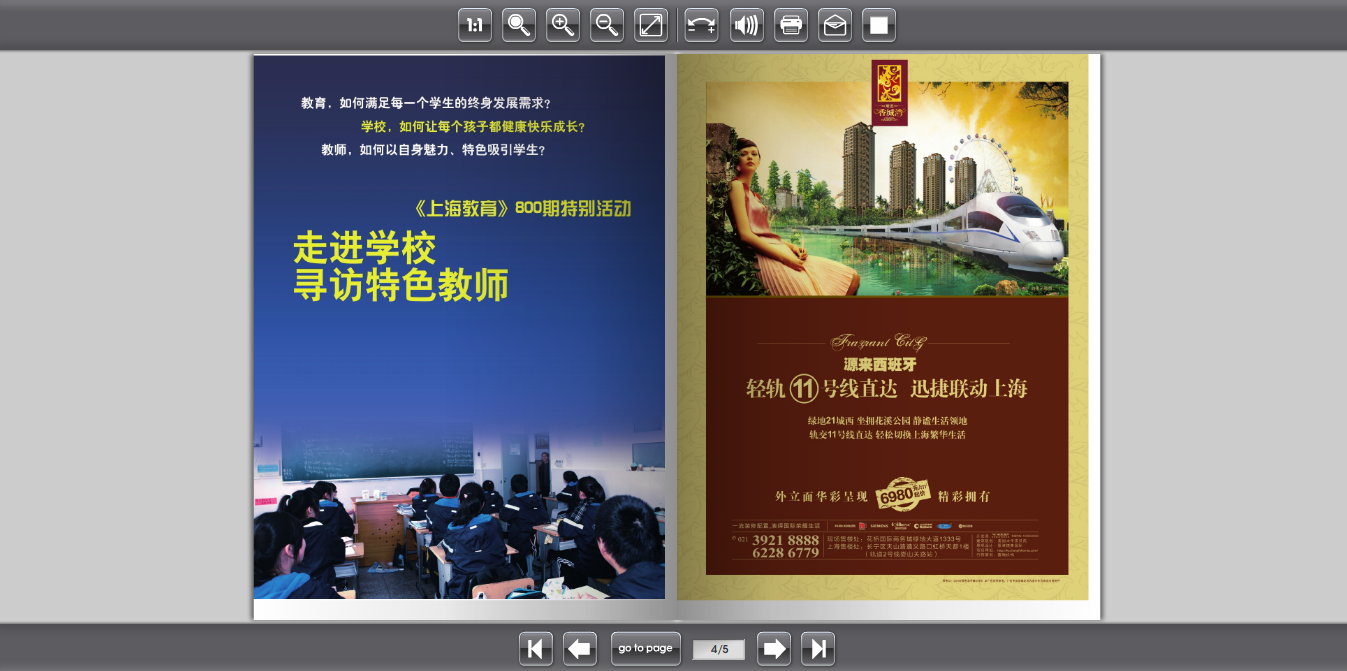 1:1
教育，如何满足每一个学生的终身发展需求?
学校，如何让每个孩子都健康快乐成长?
教师，如何以自身魅力、特色吸引学生?
《上海教育》800期特别活动
走进学校
寻访特色教师
香城湾
Fragrant City
源来西班牙
轻轨11号线直达 迅捷联动上海
绿地21城西 坐拥花溪公园 静谧生活领地
轨交11号线直达 轻松切换上海繁华生活
外立面华彩呈现 6980 精彩拥有
SIEMENS
021 3921 8888
6228 6779
go to page
4/5